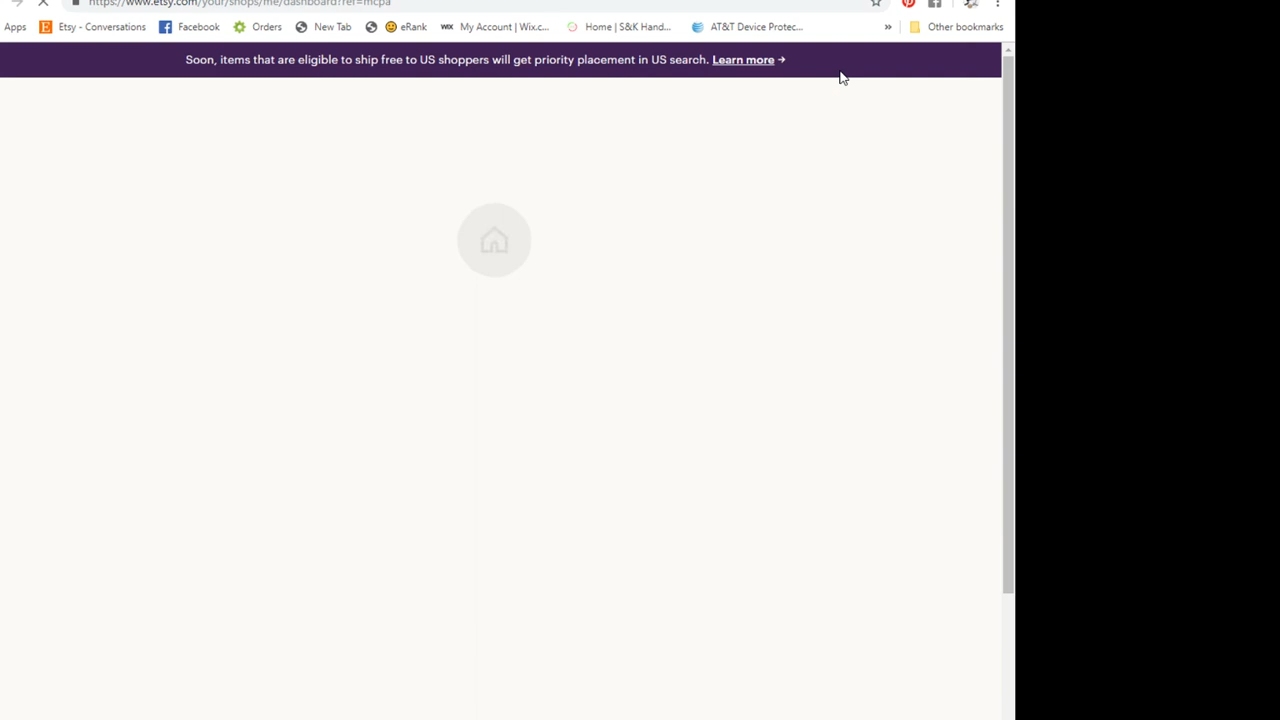 https://www.etsy.com/your/shops/me/dashboard?ref=mcpa
Apps Etsy - Conversations Facebook Orders New Tab eRank WIX My Account | Wix.c... Home | S&K Hand... AT&T Device Protec... » Other bookmarks
Soon, items that are eligible to ship free to US shoppers will get priority placement in US search. Learn more →